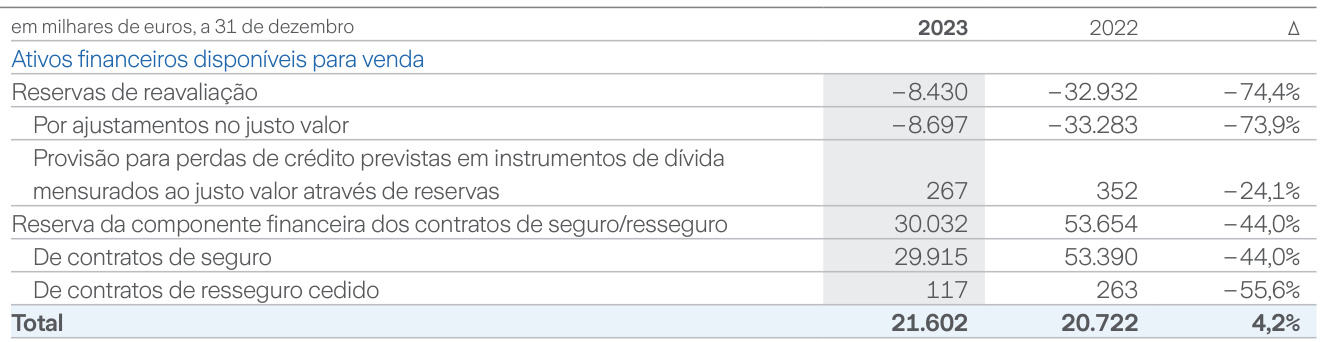 em milhares de euros, a 31 de dezembro 2023 2022 Δ
Ativos financeiros disponíveis para venda
Reservas de reavaliação –8.430 –32.932 –74,4%
Por ajustamentos no justo valor –8.697 –33.283 –73,9%
Provisão para perdas de crédito previstas em instrumentos de dívida
mensurados ao justo valor através de reservas 267 352 –24,1%
Reserva da componente financeira dos contratos de seguro/resseguro 30.032 53.654 –44,0%
De contratos de seguro 29.915 53.390 –44,0%
De contratos de resseguro cedido 117 263 –55,6%
Total 21.602 20.722 4,2%